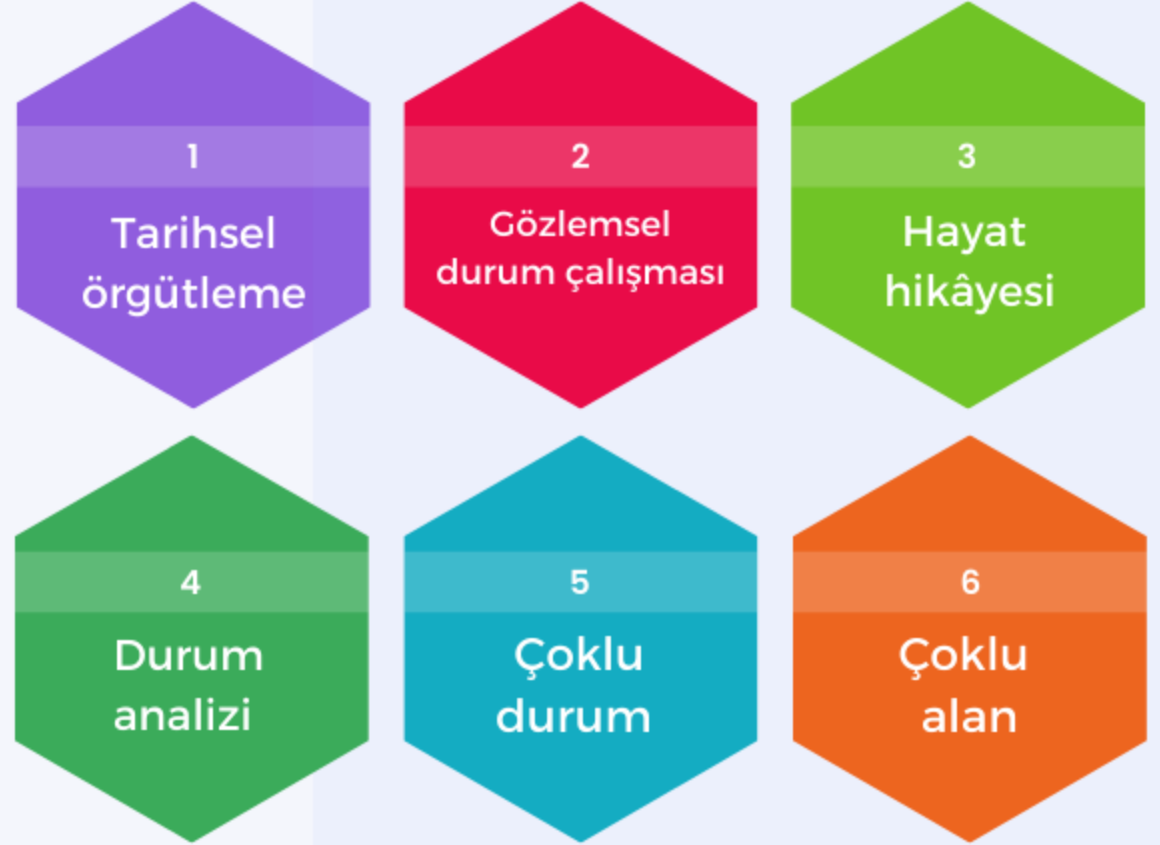 1
Tarihsel
örgütleme
2
Gözlemsel
durum çalışması
3
Hayat
hikâyesi
4
Durum
analizi
5
Çoklu
durum
6
Çoklu
alan